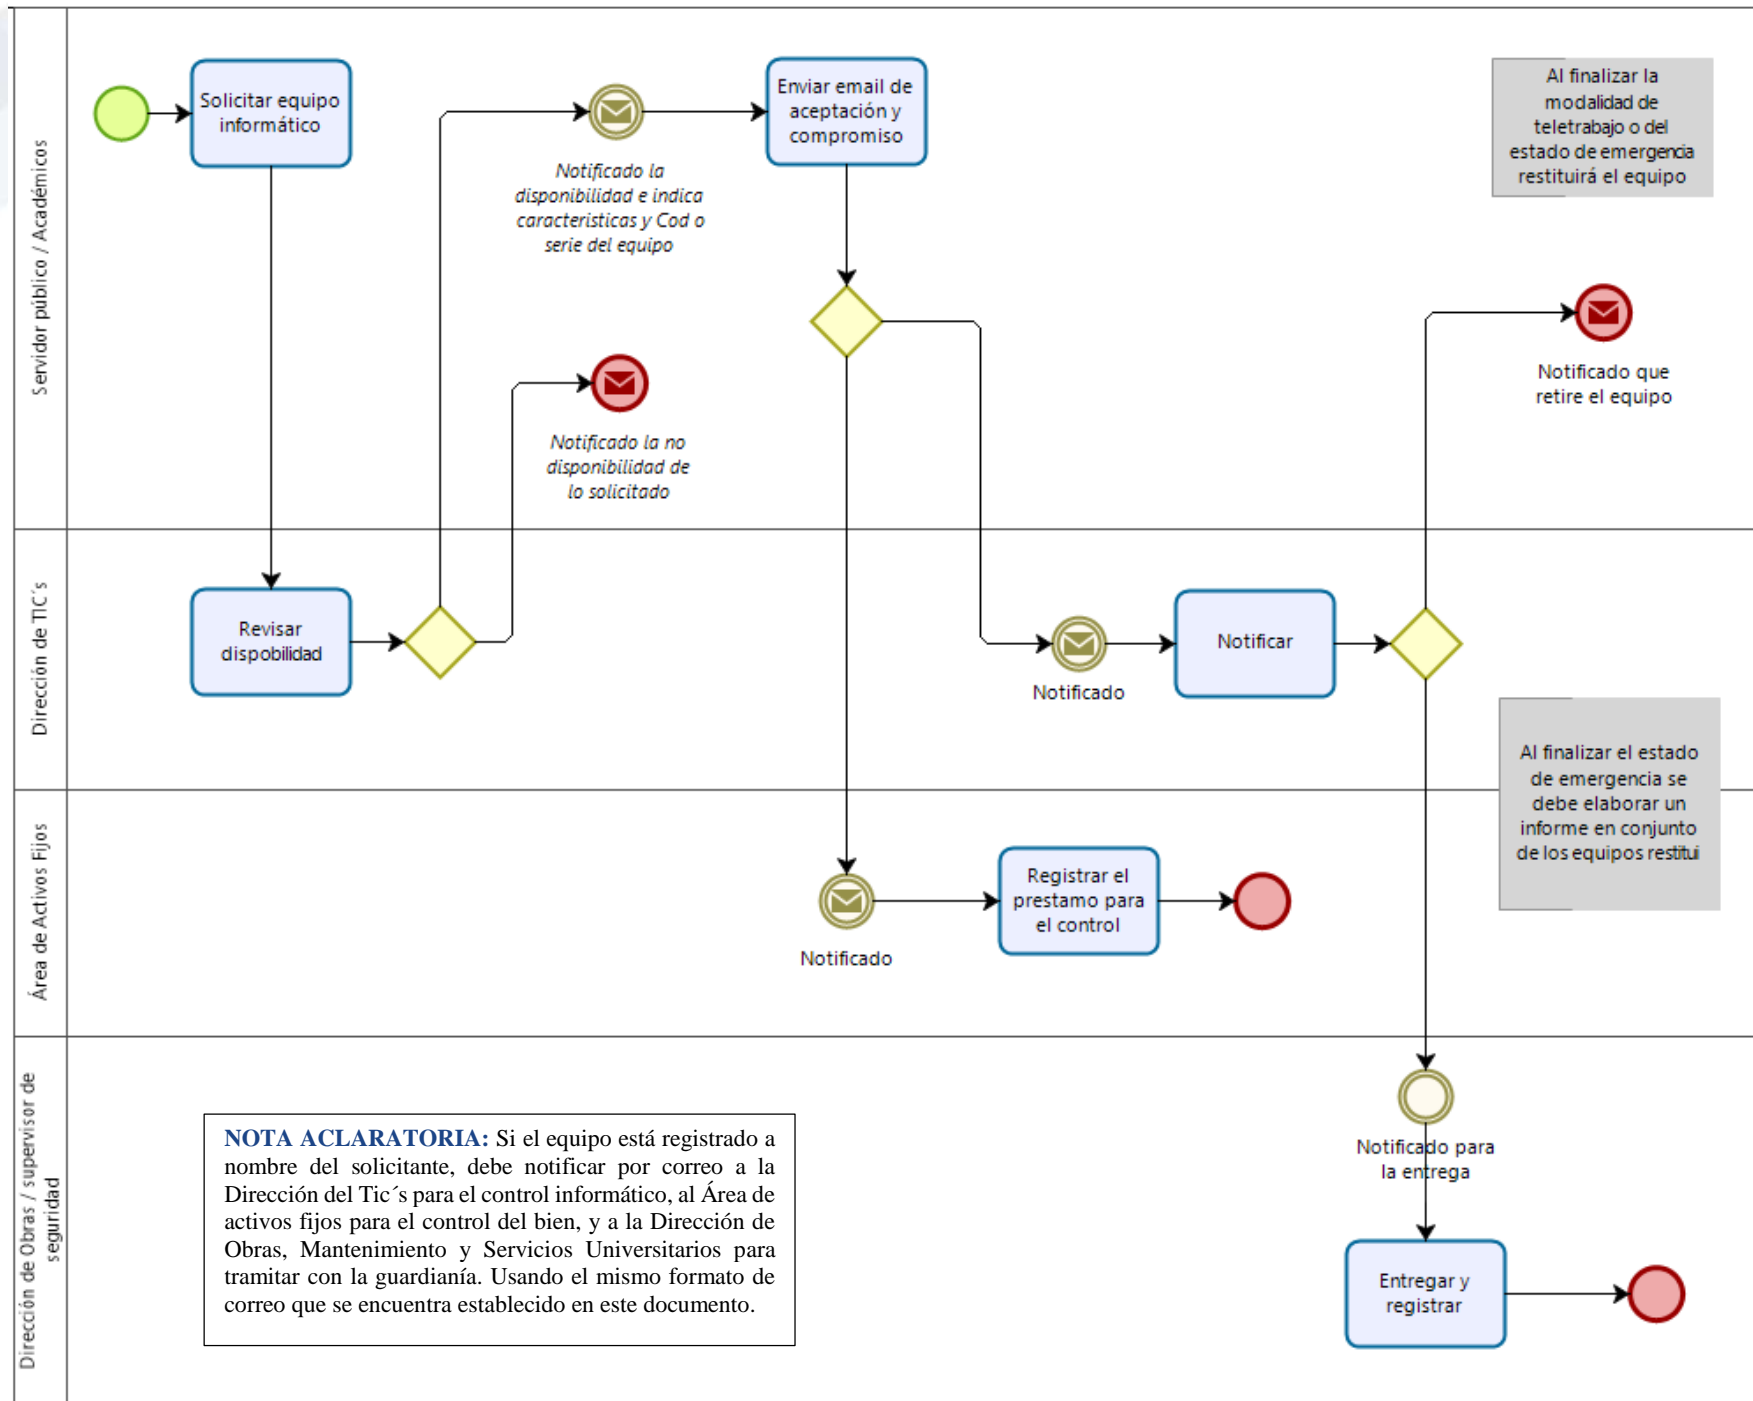 Servidor público / Académicos
Solicitar equipo
informático
Notificado la
disponibilidad e indica
caracteristicas y Cod o
serie del equipo
Enviar email de
aceptación y
compromiso
Al finalizar la
modalidad de
teletrabajo o del
estado de emergencia
restituirá el equipo
Notificado la no
disponibilidad de
lo solicitado
Notificado que
retire el equipo
Dirección de TIC´s
Revisar
dispobilidad
Notificado
Notificar
Al finalizar el estado
de emergencia se
debe elaborar un
informe en conjunto
de los equipos restitui
Área de Activos Fijos
Notificado
Registrar el
prestamo para
el control
Dirección de Obras / supervisor de
seguridad
NOTA ACLARATORIA: Si el equipo está registrado a
nombre del solicitante, debe notificar por correo a la
Dirección del Tic´s para el control informático, al Área de
activos fijos para el control del bien, y a la Dirección de
Obras, Mantenimiento y Servicios Universitarios para
tramitar con la guardianía. Usando el mismo formato de
correo que se encuentra establecido en este documento.
Notificado para
la entrega
Entregar y
registrar